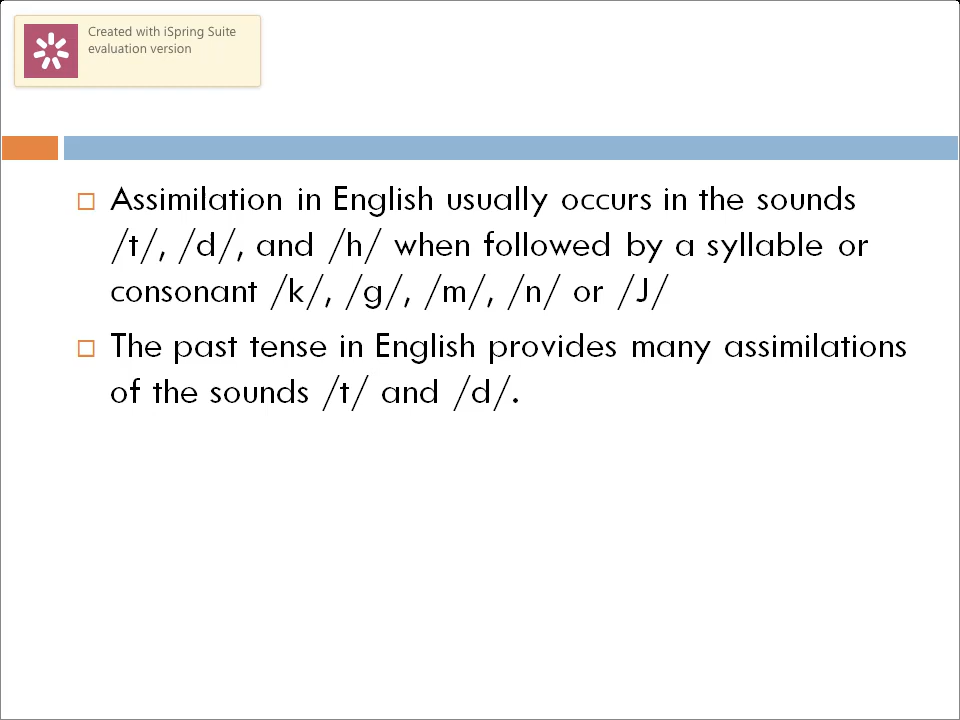 Created with iSpring Suite
evaluation version
Assimilation in English usually occurs in the sounds
/t/, /d/, and /h/ when followed by a syllable or
consonant /k/, /g/, /m/, /n/ or /J/
The past tense in English provides many assimilations
of the sounds /t/ and /d/.